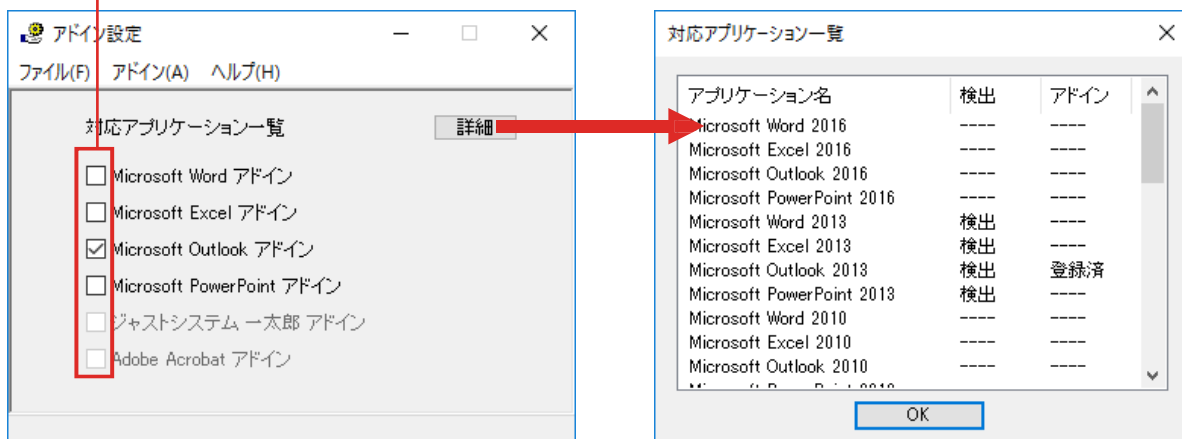 アドイン設定
ファイル(F) アドイン(A) ヘルプ(H)
対応アプリケーション一覧 詳細
Microsoft Word アドイン
Microsoft Excel アドイン
Microsoft Outlook アドイン
Microsoft PowerPoint アドイン
ジャストシステム 一太郎 アドイン
Adobe Acrobat アドイン
対応アプリケーション一覧
アプリケーション名 検出 アドイン
Microsoft Word 2016 ---- ----
Microsoft Excel 2016 ---- ----
Microsoft Outlook 2016 ---- ----
Microsoft PowerPoint 2016 ---- ----
Microsoft Word 2013 検出 ----
Microsoft Excel 2013 検出 ----
Microsoft Outlook 2013 検出 登録済
Microsoft PowerPoint 2013 検出 ----
Microsoft Word 2010 ---- ----
Microsoft Excel 2010 ---- ----
Microsoft Outlook 2010 ---- ----
OK